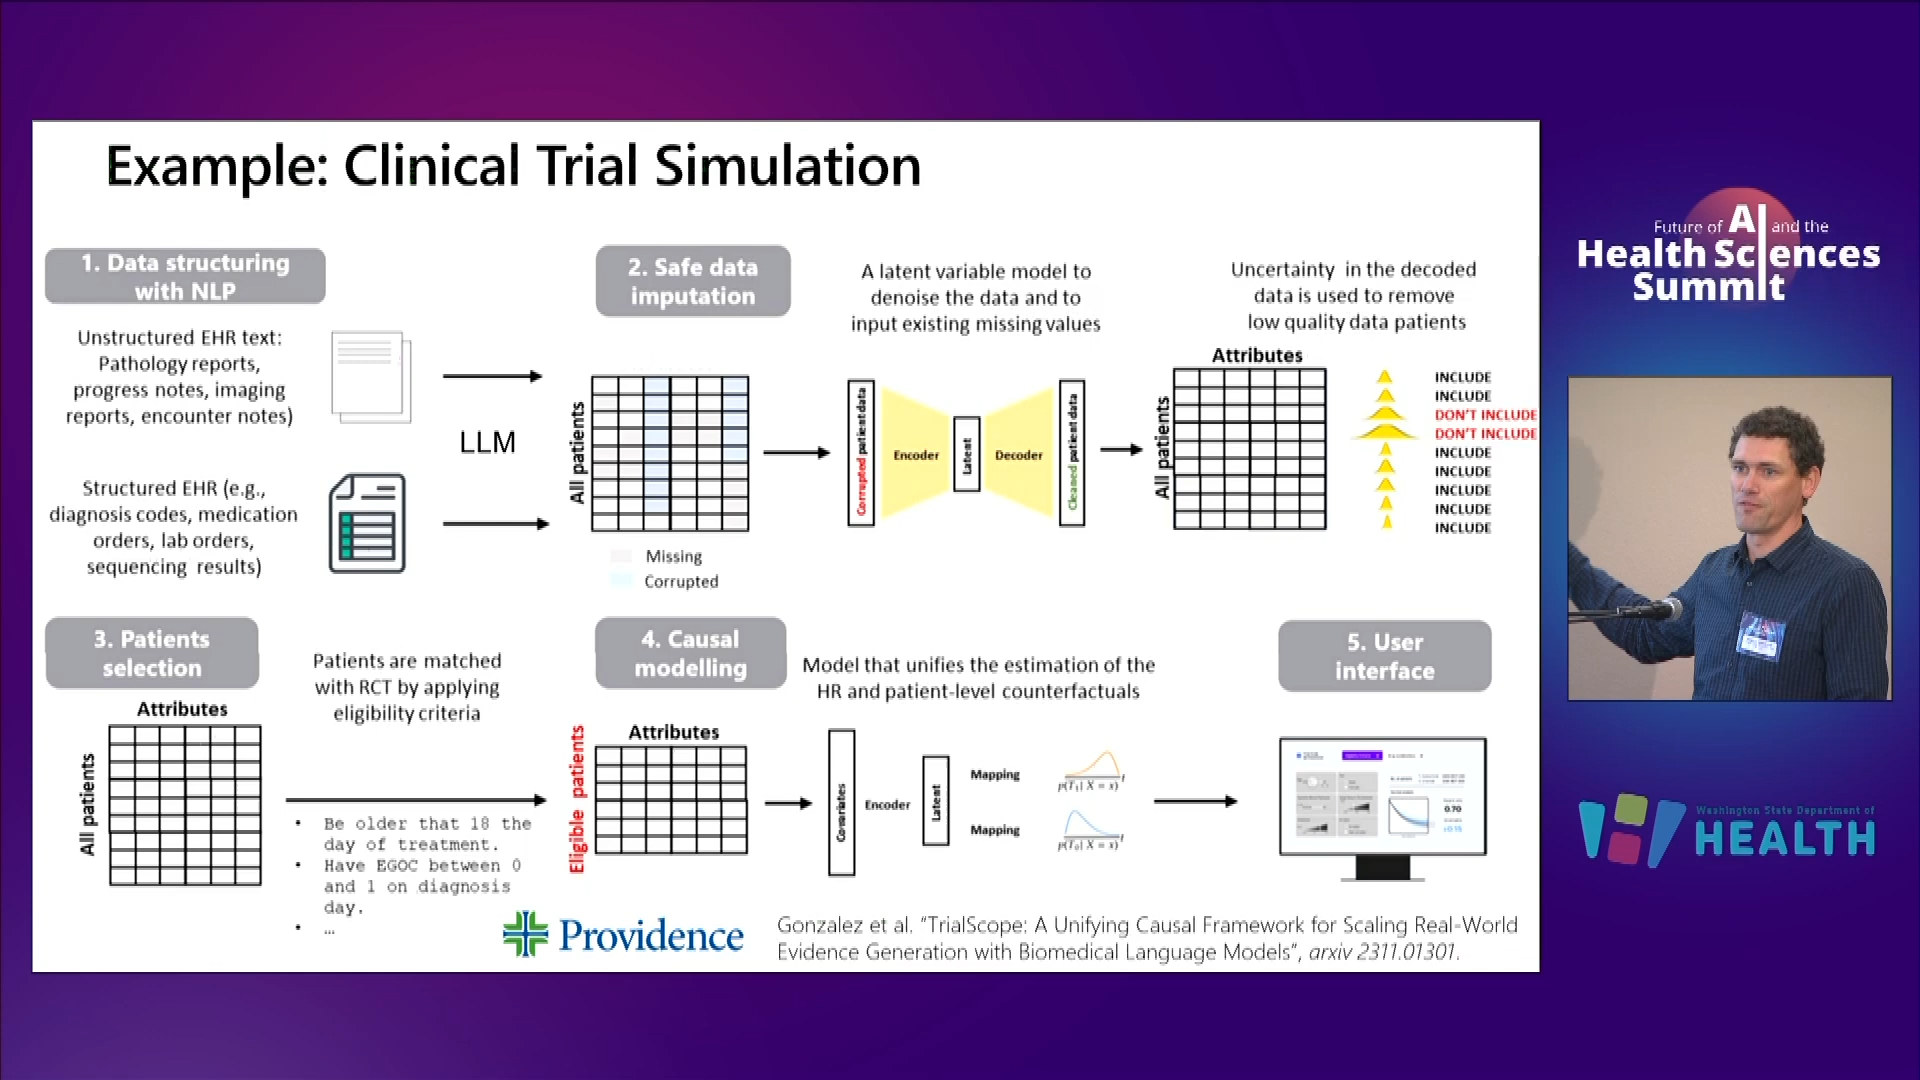 Example: Clinical Trial Simulation
1. Data structuring
with NLP
Unstructured EHR text:
Pathology reports,
progress notes, imaging
reports, encounter notes)
Structured EHR (e.g.,
diagnosis codes, medication
orders, lab orders,
sequencing results)
LLM
2. Safe data
imputation
All patients
Missing
Corrupted
A latent variable model to
denoise the data and to
input existing missing values
Corrupted patient data
Encoder
Latent
Decoder
Cleaned patient data
Uncertainty in the decoded
data is used to remove
low quality data patients
Attributes
All patients
INCLUDE
INCLUDE
DON'T INCLUDE
DON'T INCLUDE
INCLUDE
INCLUDE
INCLUDE
INCLUDE
INCLUDE
3. Patients
selection
Attributes
All patients
Patients are matched
with RCT by applying
eligibility criteria
• Be older that 18 the
day of treatment.
• Have EGOC between 0
and 1 on diagnosis
day.
• …
4. Causal
modelling
Attributes
Eligible patients
Model that unifies the estimation of the
HR and patient-level counterfactuals
Covariates
Encoder
Latent
Mapping
p(T₁| X = x)
t
Mapping
p(T₀| X = x)
t
5. User
interface
0.70
Providence
Gonzalez et al. "TrialScope: A Unifying Causal Framework for Scaling Real-World
Evidence Generation with Biomedical Language Models", arxiv 2311.01301.
Future of AI and the
Health Sciences
Summit
Washington State Department of
HEALTH